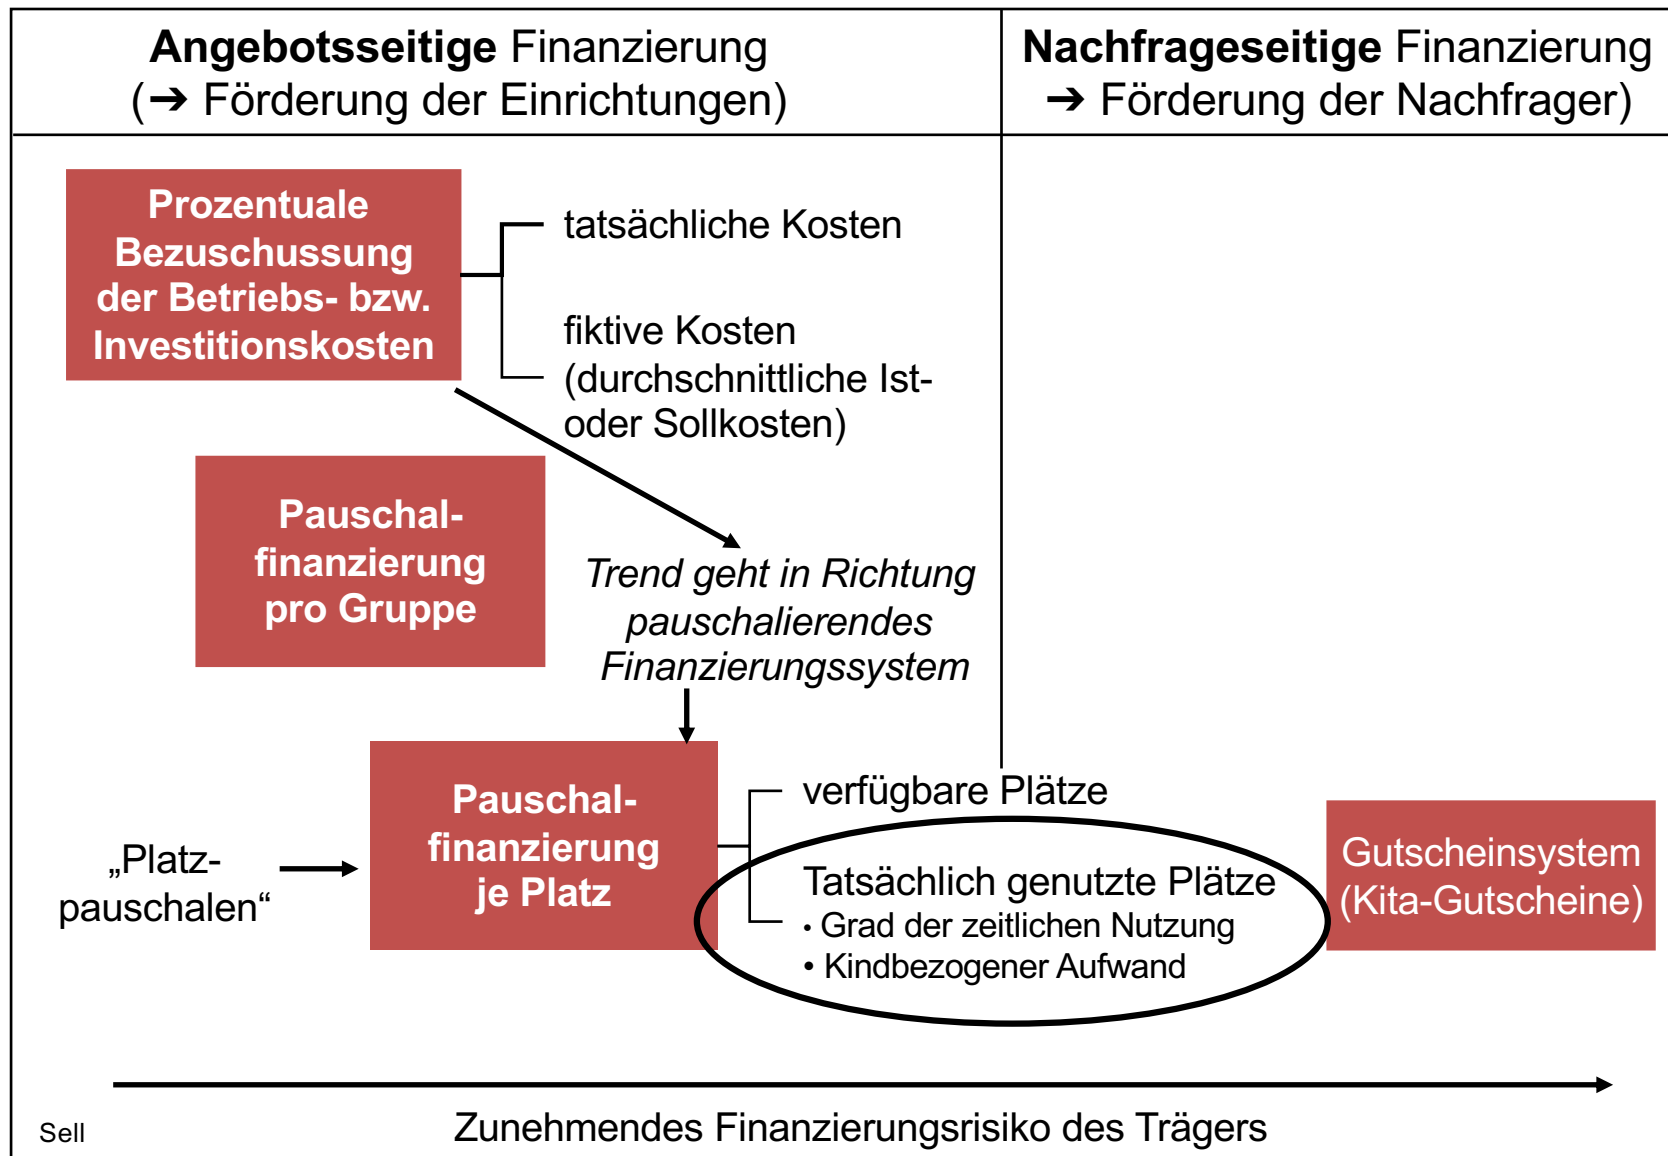 Angebotsseitige Finanzierung
(➔ Förderung der Einrichtungen)
Nachfrageseitige Finanzierung
➔ Förderung der Nachfrager)
Prozentuale
Bezuschussung
der Betriebs- bzw.
Investitionskosten
tatsächliche Kosten
fiktive Kosten
(durchschnittliche Ist-
oder Sollkosten)
Pauschal-
finanzierung
pro Gruppe
Trend geht in Richtung
pauschalierendes
Finanzierungssystem
„Platz-
pauschalen“
Pauschal-
finanzierung
je Platz
verfügbare Plätze
Tatsächlich genutzte Plätze
• Grad der zeitlichen Nutzung
• Kindbezogener Aufwand
Gutscheinsystem
(Kita-Gutscheine)
Zunehmendes Finanzierungsrisiko des Trägers
Sell